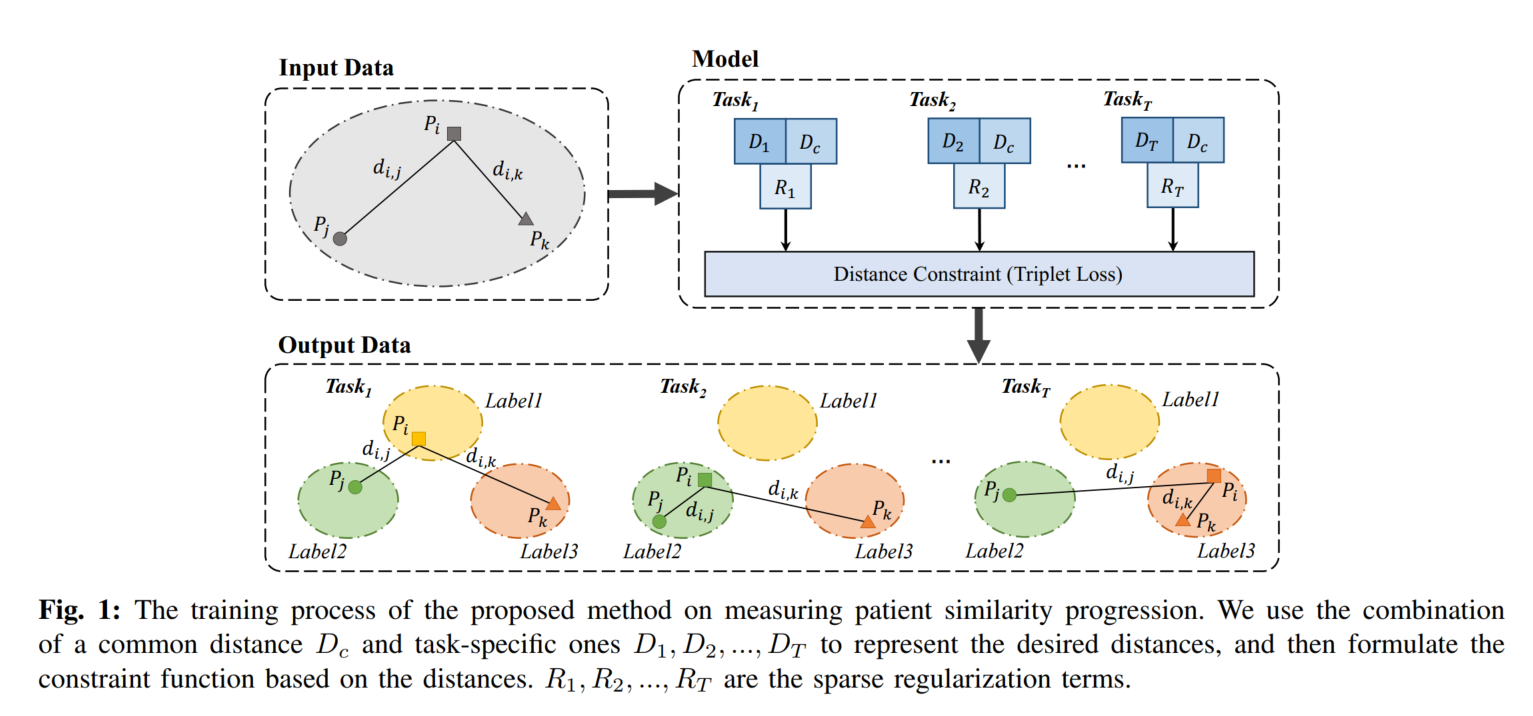 Input Data
P_i
d_{i,j}
d_{i,k}
P_j
P_k
Model
Task_1
Task_2
Task_T
D_1 D_c
D_2 D_c
...
D_T D_c
R_1
R_2
R_T
Distance Constraint (Triplet Loss)
Output Data
Task_1
Label1
P_i
d_{i,j}
d_{i,k}
P_j
P_k
Label2
Label3
Task_2
Label1
P_i
P_j
d_{i,j}
d_{i,k}
P_k
Label2
Label3
...
Task_T
Label1
d_{i,j}
P_j
P_i
d_{i,k}
P_k
Label2
Label3
Fig. 1: The training process of the proposed method on measuring patient similarity progression. We use the combination
of a common distance D_c and task-specific ones D_1, D_2, ..., D_T to represent the desired distances, and then formulate the
constraint function based on the distances. R_1, R_2, ..., R_T are the sparse regularization terms.